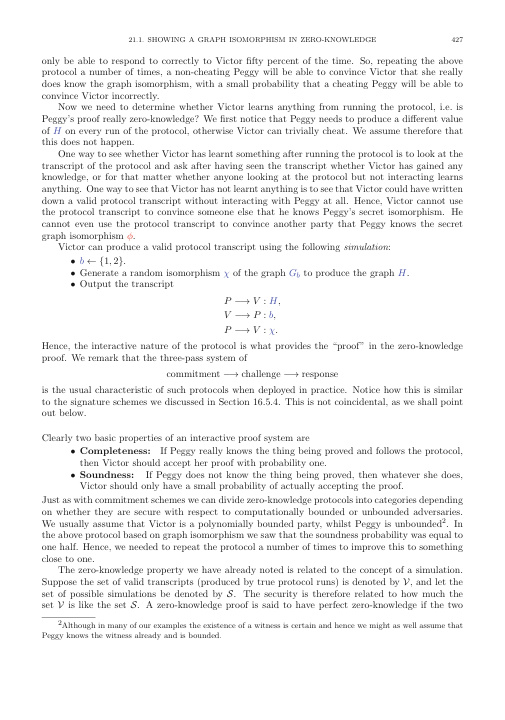 21.1. SHOWING A GRAPH ISOMORPHISM IN ZERO-KNOWLEDGE 427
only be able to respond to correctly to Victor fifty percent of the time. So, repeating the above
protocol a number of times, a non-cheating Peggy will be able to convince Victor that she really
does know the graph isomorphism, with a small probability that a cheating Peggy will be able to
convince Victor incorrectly.
Now we need to determine whether Victor learns anything from running the protocol, i.e. is
Peggy's proof really zero-knowledge? We first notice that Peggy needs to produce a different value
of H on every run of the protocol, otherwise Victor can trivially cheat. We assume therefore that
this does not happen.
One way to see whether Victor has learnt something after running the protocol is to look at the
transcript of the protocol and ask after having seen the transcript whether Victor has gained any
knowledge, or for that matter whether anyone looking at the protocol but not interacting learns
anything. One way to see that Victor has not learnt anything is to see that Victor could have written
down a valid protocol transcript without interacting with Peggy at all. Hence, Victor cannot use
the protocol transcript to convince someone else that he knows Peggy's secret isomorphism. He
cannot even use the protocol transcript to convince another party that Peggy knows the secret
graph isomorphism ϕ.
Victor can produce a valid protocol transcript using the following simulation:
• b ← {1, 2}.
• Generate a random isomorphism χ of the graph G_b to produce the graph H.
• Output the transcript
P ⟶ V : H,
V ⟶ P : b,
P ⟶ V : χ.
Hence, the interactive nature of the protocol is what provides the "proof" in the zero-knowledge
proof. We remark that the three-pass system of
commitment ⟶ challenge ⟶ response
is the usual characteristic of such protocols when deployed in practice. Notice how this is similar
to the signature schemes we discussed in Section 16.5.4. This is not coincidental, as we shall point
out below.
Clearly two basic properties of an interactive proof system are
• Completeness: If Peggy really knows the thing being proved and follows the protocol,
then Victor should accept her proof with probability one.
• Soundness: If Peggy does not know the thing being proved, then whatever she does,
Victor should only have a small probability of actually accepting the proof.
Just as with commitment schemes we can divide zero-knowledge protocols into categories depending
on whether they are secure with respect to computationally bounded or unbounded adversaries.
We usually assume that Victor is a polynomially bounded party, whilst Peggy is unbounded². In
the above protocol based on graph isomorphism we saw that the soundness probability was equal to
one half. Hence, we needed to repeat the protocol a number of times to improve this to something
close to one.
The zero-knowledge property we have already noted is related to the concept of a simulation.
Suppose the set of valid transcripts (produced by true protocol runs) is denoted by 𝒱, and let the
set of possible simulations be denoted by 𝒮. The security is therefore related to how much the
set 𝒱 is like the set 𝒮. A zero-knowledge proof is said to have perfect zero-knowledge if the two
²Although in many of our examples the existence of a witness is certain and hence we might as well assume that
Peggy knows the witness already and is bounded.